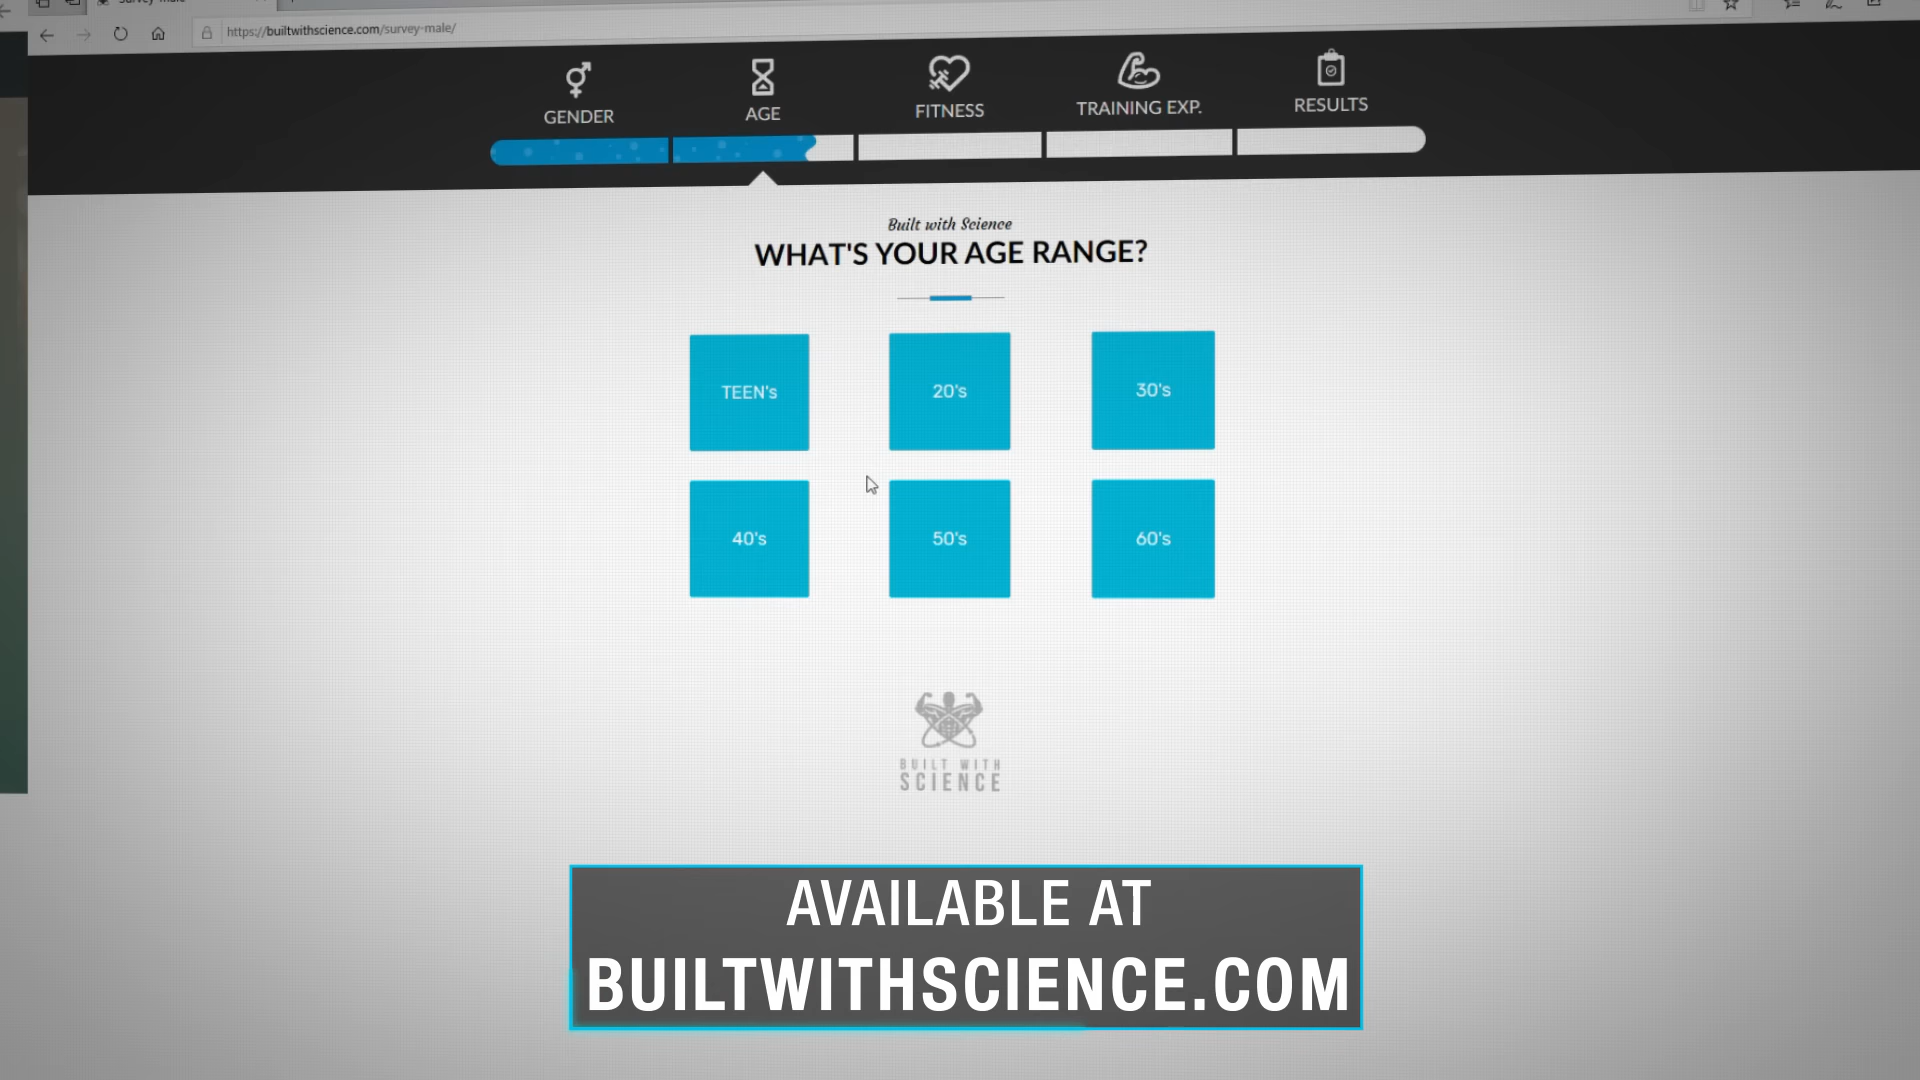 https://builtwithscience.com/survey-male/
GENDER
AGE
FITNESS
TRAINING EXP.
RESULTS
Built with Science
WHAT'S YOUR AGE RANGE?
TEEN's
20's
30's
40's
50's
60's
BUILT WITH
SCIENCE
AVAILABLE AT
BUILTWITHSCIENCE.COM